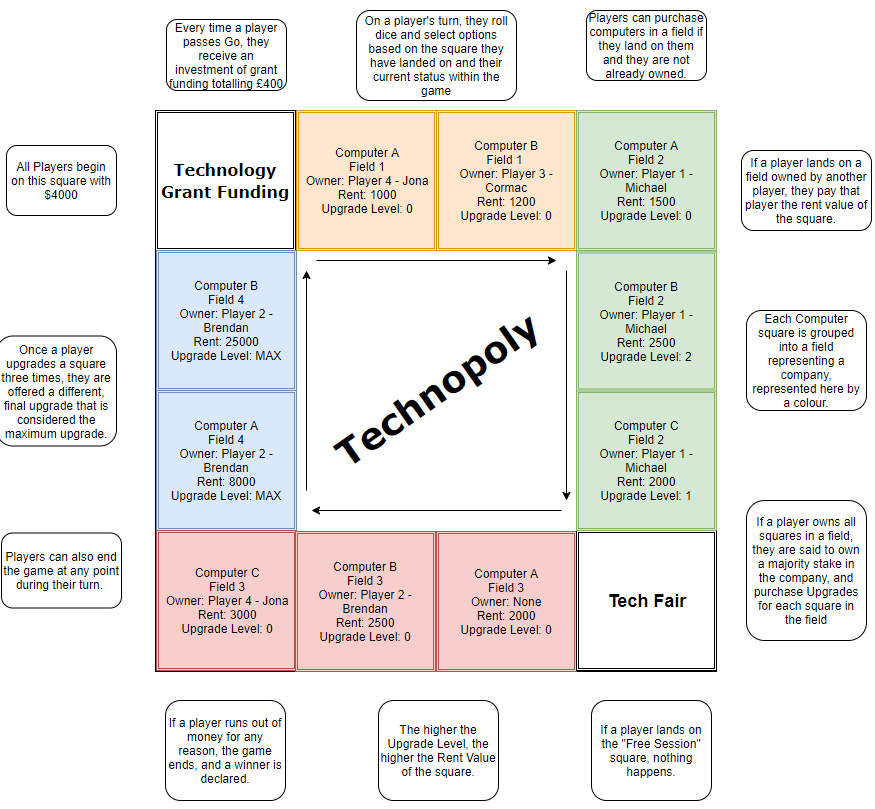 Every time a player
passes Go, they
receive an
investment of grant
funding totalling £400
On a player's turn, they roll
dice and select options
based on the square they
have landed on and their
current status within the
game
Players can purchase
computers in a field if
they land on them
and they are not
already owned.
All Players begin
on this square with
$4000
Technology
Grant Funding
Computer A
Field 1
Owner: Player 4 - Jona
Rent: 1000
Upgrade Level: 0
Computer B
Field 1
Owner: Player 3 -
Cormac
Rent: 1200
Upgrade Level: 0
Computer A
Field 2
Owner: Player 1 -
Michael
Rent: 1500
Upgrade Level: 0
If a player lands on a
field owned by another
player, they pay that
player the rent value of
the square.
Computer B
Field 4
Owner: Player 2 -
Brendan
Rent: 25000
Upgrade Level: MAX
Technopoly
Computer B
Field 2
Owner: Player 1 -
Michael
Rent: 2500
Upgrade Level: 2
Each Computer
square is grouped
into a field
representing a
company,
represented here by
a colour.
Once a player
upgrades a square
three times, they are
offered a different,
final upgrade that is
considered the
maximum upgrade.
Computer A
Field 4
Owner: Player 2 -
Brendan
Rent: 8000
Upgrade Level: MAX
Computer C
Field 2
Owner: Player 1 -
Michael
Rent: 2000
Upgrade Level: 1
Players can also end
the game at any point
during their turn.
Computer C
Field 3
Owner: Player 4 - Jona
Rent: 3000
Upgrade Level: 0
Computer B
Field 3
Owner: Player 2 -
Brendan
Rent: 2500
Upgrade Level: 0
Computer A
Field 3
Owner: None
Rent: 2000
Upgrade Level: 0
Tech Fair
If a player owns all
squares in a field,
they are said to own
a majority stake in
the company, and
purchase Upgrades
for each square in
the field
If a player runs out of
money for any
reason, the game
ends, and a winner is
declared.
The higher the
Upgrade Level, the
higher the Rent Value
of the square.
If a player lands on
the "Free Session"
square, nothing
happens.